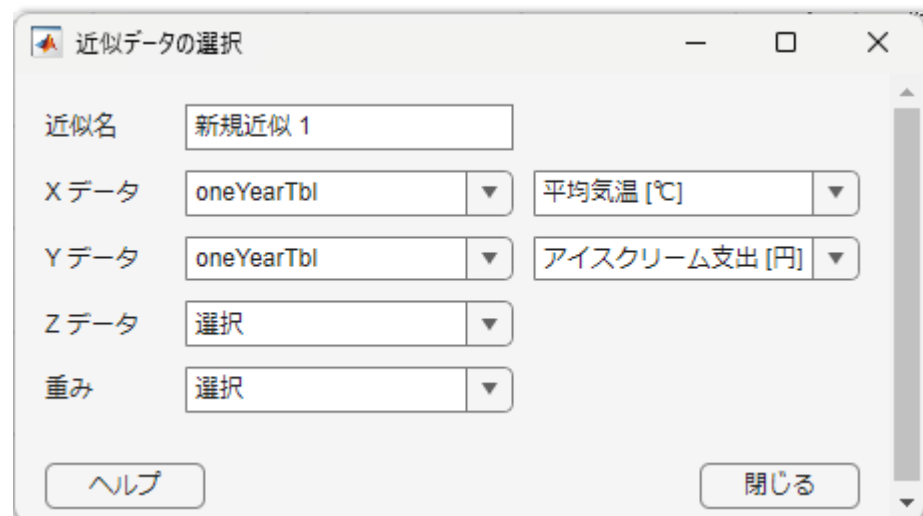 近似データの選択
近似名 新規近似 1
X データ oneYearTbl 平均気温 [℃]
Y データ oneYearTbl アイスクリーム支出 [円]
Z データ 選択
重み 選択
ヘルプ 閉じる